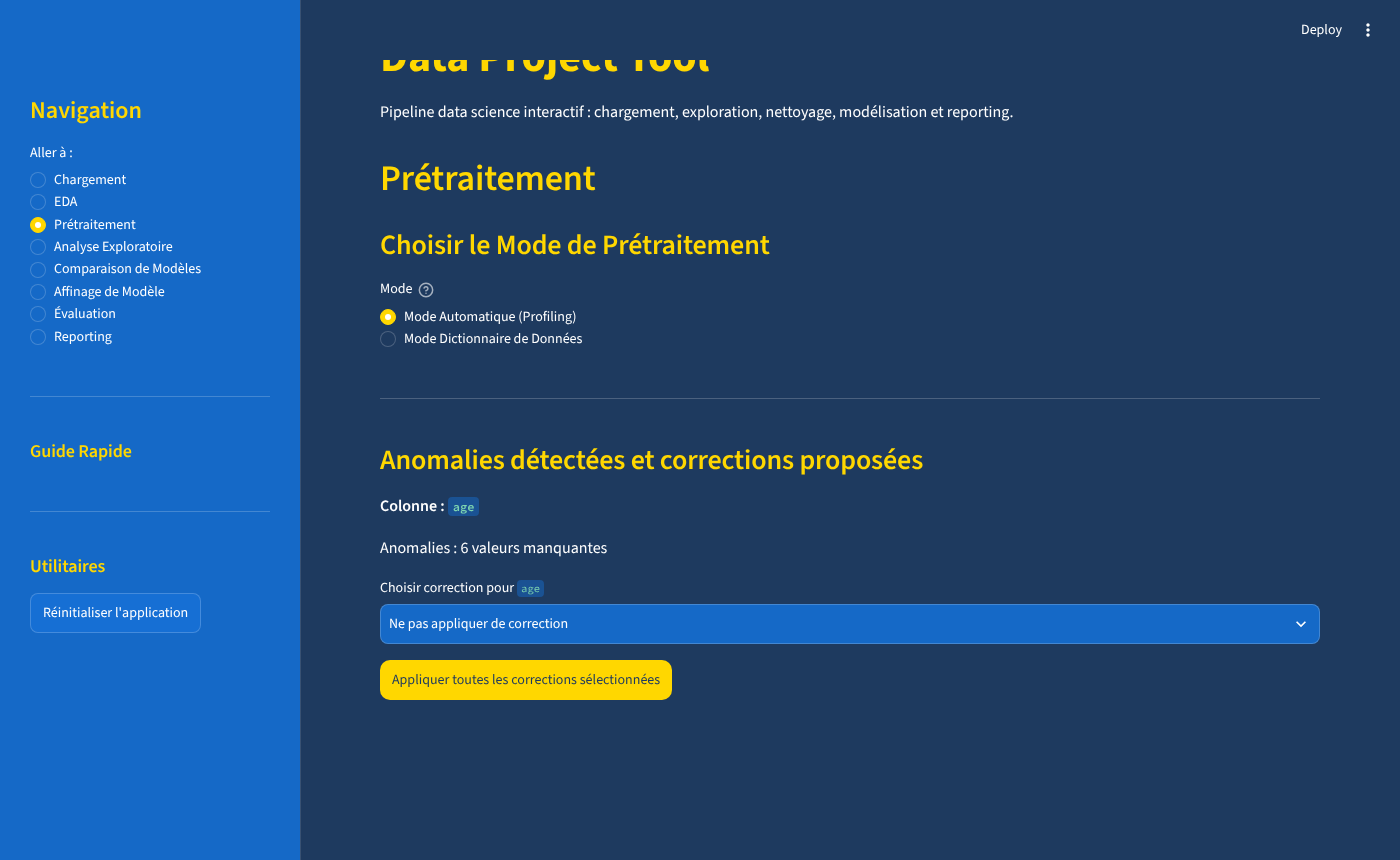 Navigation
Aller à :
Chargement
EDA
Prétraitement
Analyse Exploratoire
Comparaison de Modèles
Affinage de Modèle
Évaluation
Reporting
Guide Rapide
Utilitaires
Réinitialiser l'application
Deploy
Data Project Tool
Pipeline data science interactif : chargement, exploration, nettoyage, modélisation et reporting.
Prétraitement
Choisir le Mode de Prétraitement
Mode
Mode Automatique (Profiling)
Mode Dictionnaire de Données
Anomalies détectées et corrections proposées
Colonne : age
Anomalies : 6 valeurs manquantes
Choisir correction pour age
Ne pas appliquer de correction
Appliquer toutes les corrections sélectionnées